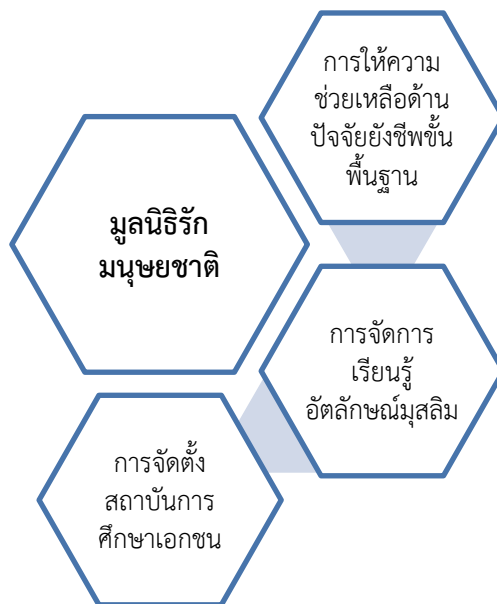 การให้ความ
ช่วยเหลือด้าน
ปัจจัยยังชีพขั้น
พื้นฐาน
มูลนิธิรัก
มนุษยชาติ
การจัดการ
เรียนรู้
อัตลักษณ์มุสลิม
การจัดตั้ง
สถาบันการ
ศึกษาเอกชน